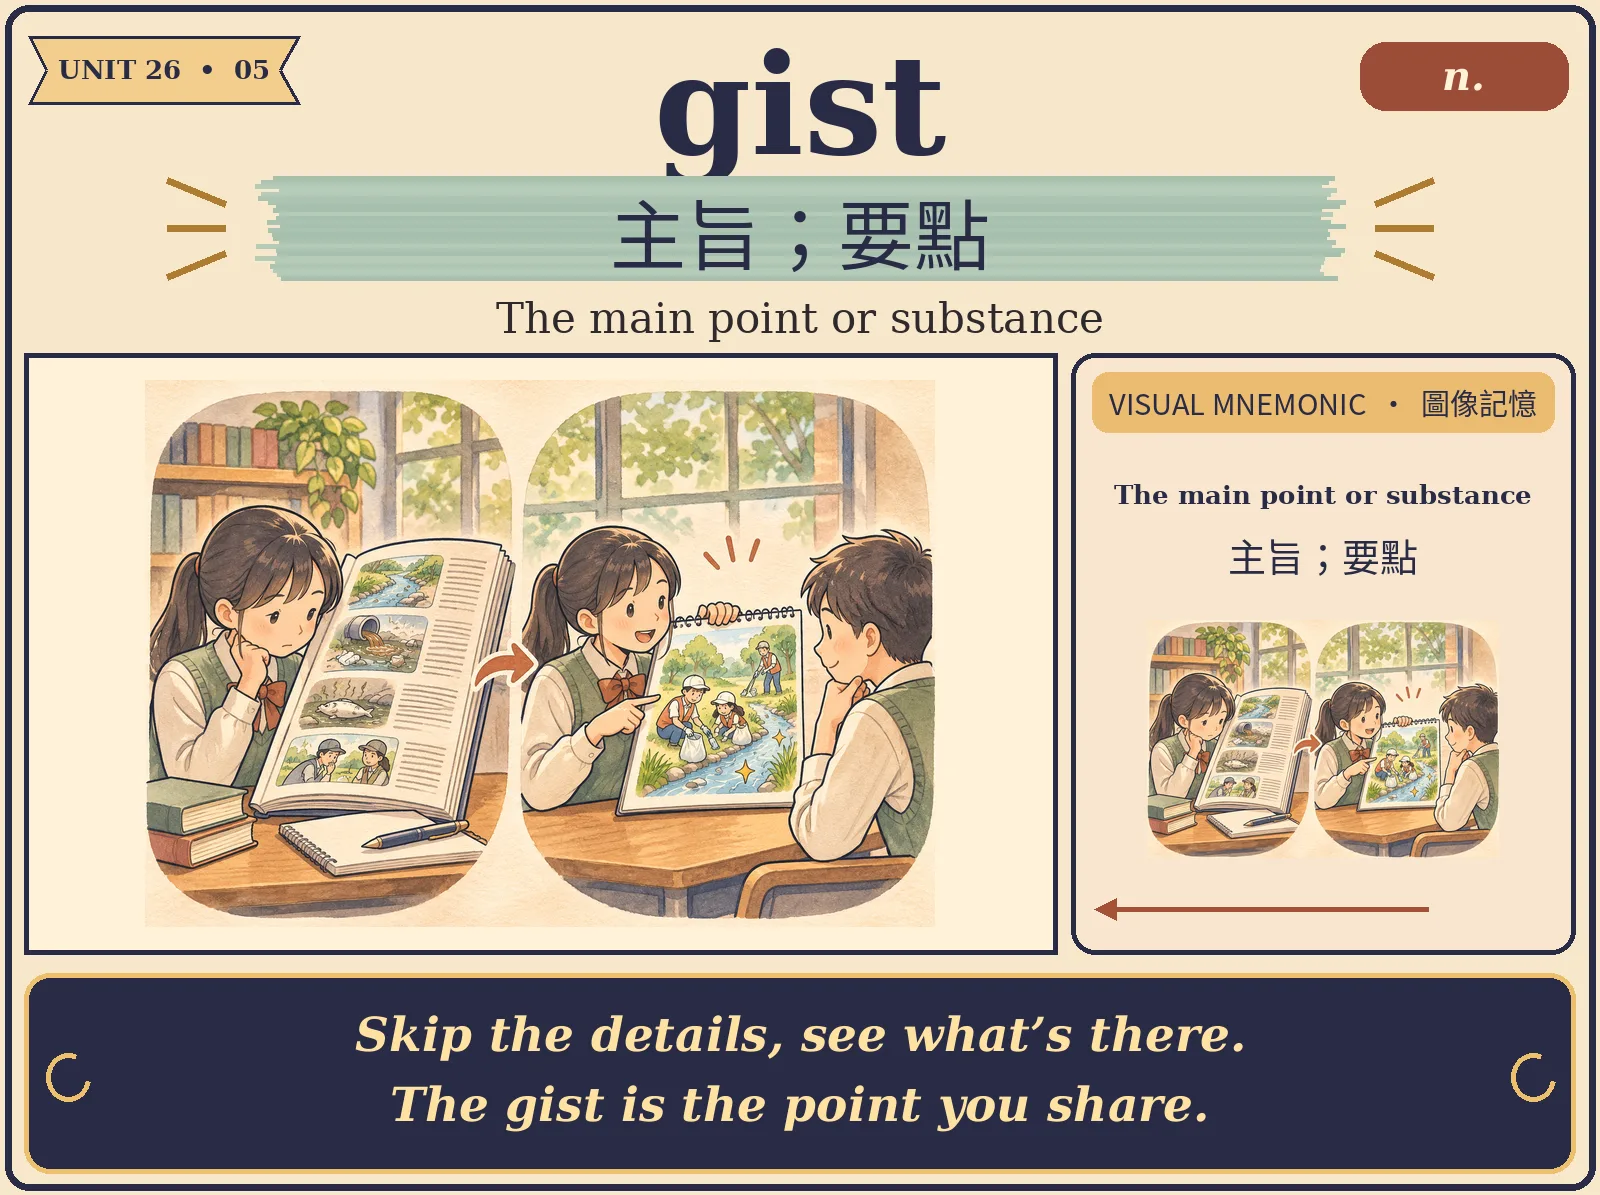 UNIT 26 • 05
gist
n.
主旨；要點
The main point or substance
VISUAL MNEMONIC • 圖像記憶
The main point or substance
主旨；要點
Skip the details, see what’s there.
The gist is the point you share.